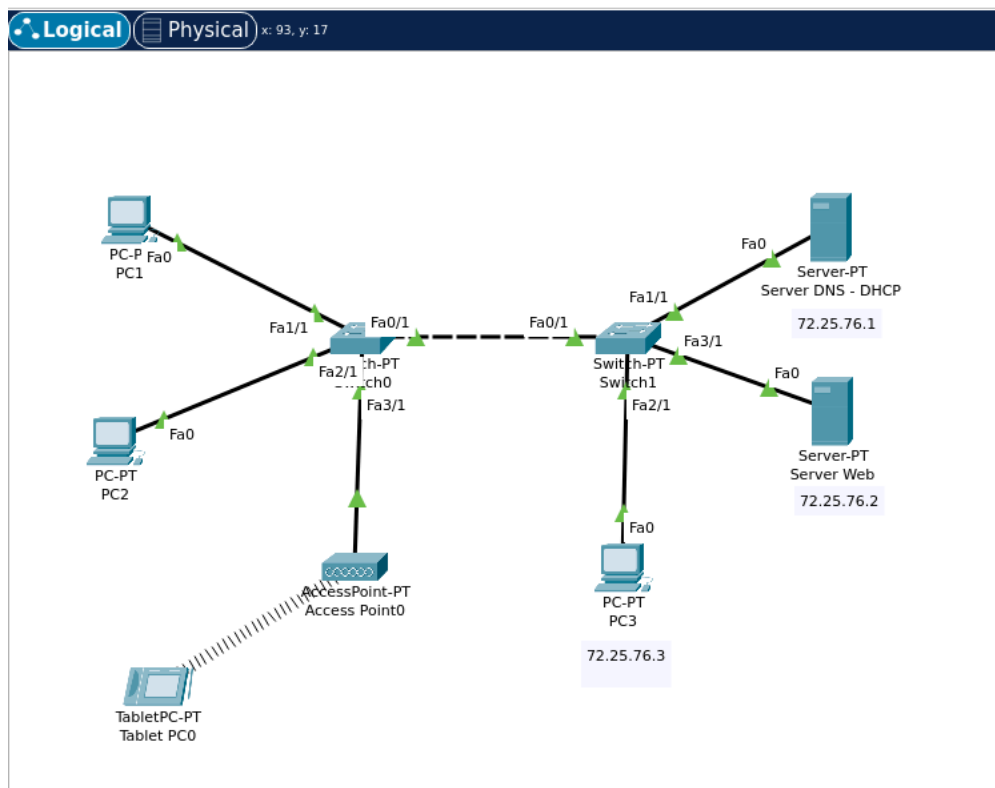 Logical Physical x: 93, y: 17
PC-P Fa0
PC1
Fa1/1
Fa0/1
Fa0/1
Fa1/1
Fa0
Server-PT
Server DNS - DHCP
72.25.76.1
Fa2/1
Fa3/1
Switch-PT
Switch1
Fa3/1
Fa2/1
Fa0
Server-PT
Server Web
72.25.76.2
Fa0
PC-PT
PC2
Fa0
AccessPoint-PT
Access Point0
PC-PT
PC3
72.25.76.3
TabletPC-PT
Tablet PC0